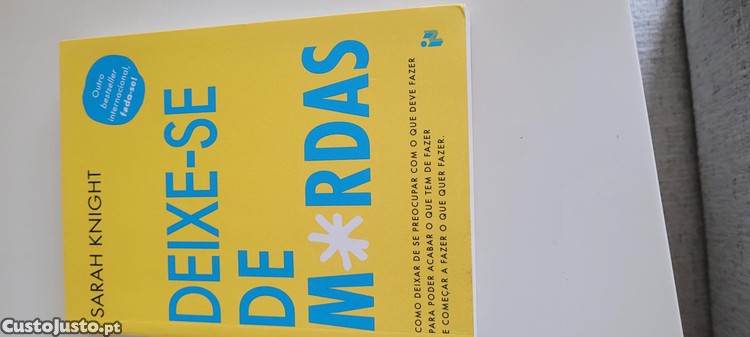 SARAH KNIGHT
Outro
bestseller
internacional,
foda-se!
DEIXE-SE
DE
M*RDAS
COMO DEIXAR DE SE PREOCUPAR COM O QUE DEVE FAZER
PARA PODER ACABAR O QUE TEM DE FAZER
E COMEÇAR A FAZER O QUE QUER FAZER.
CustoJusto.pt